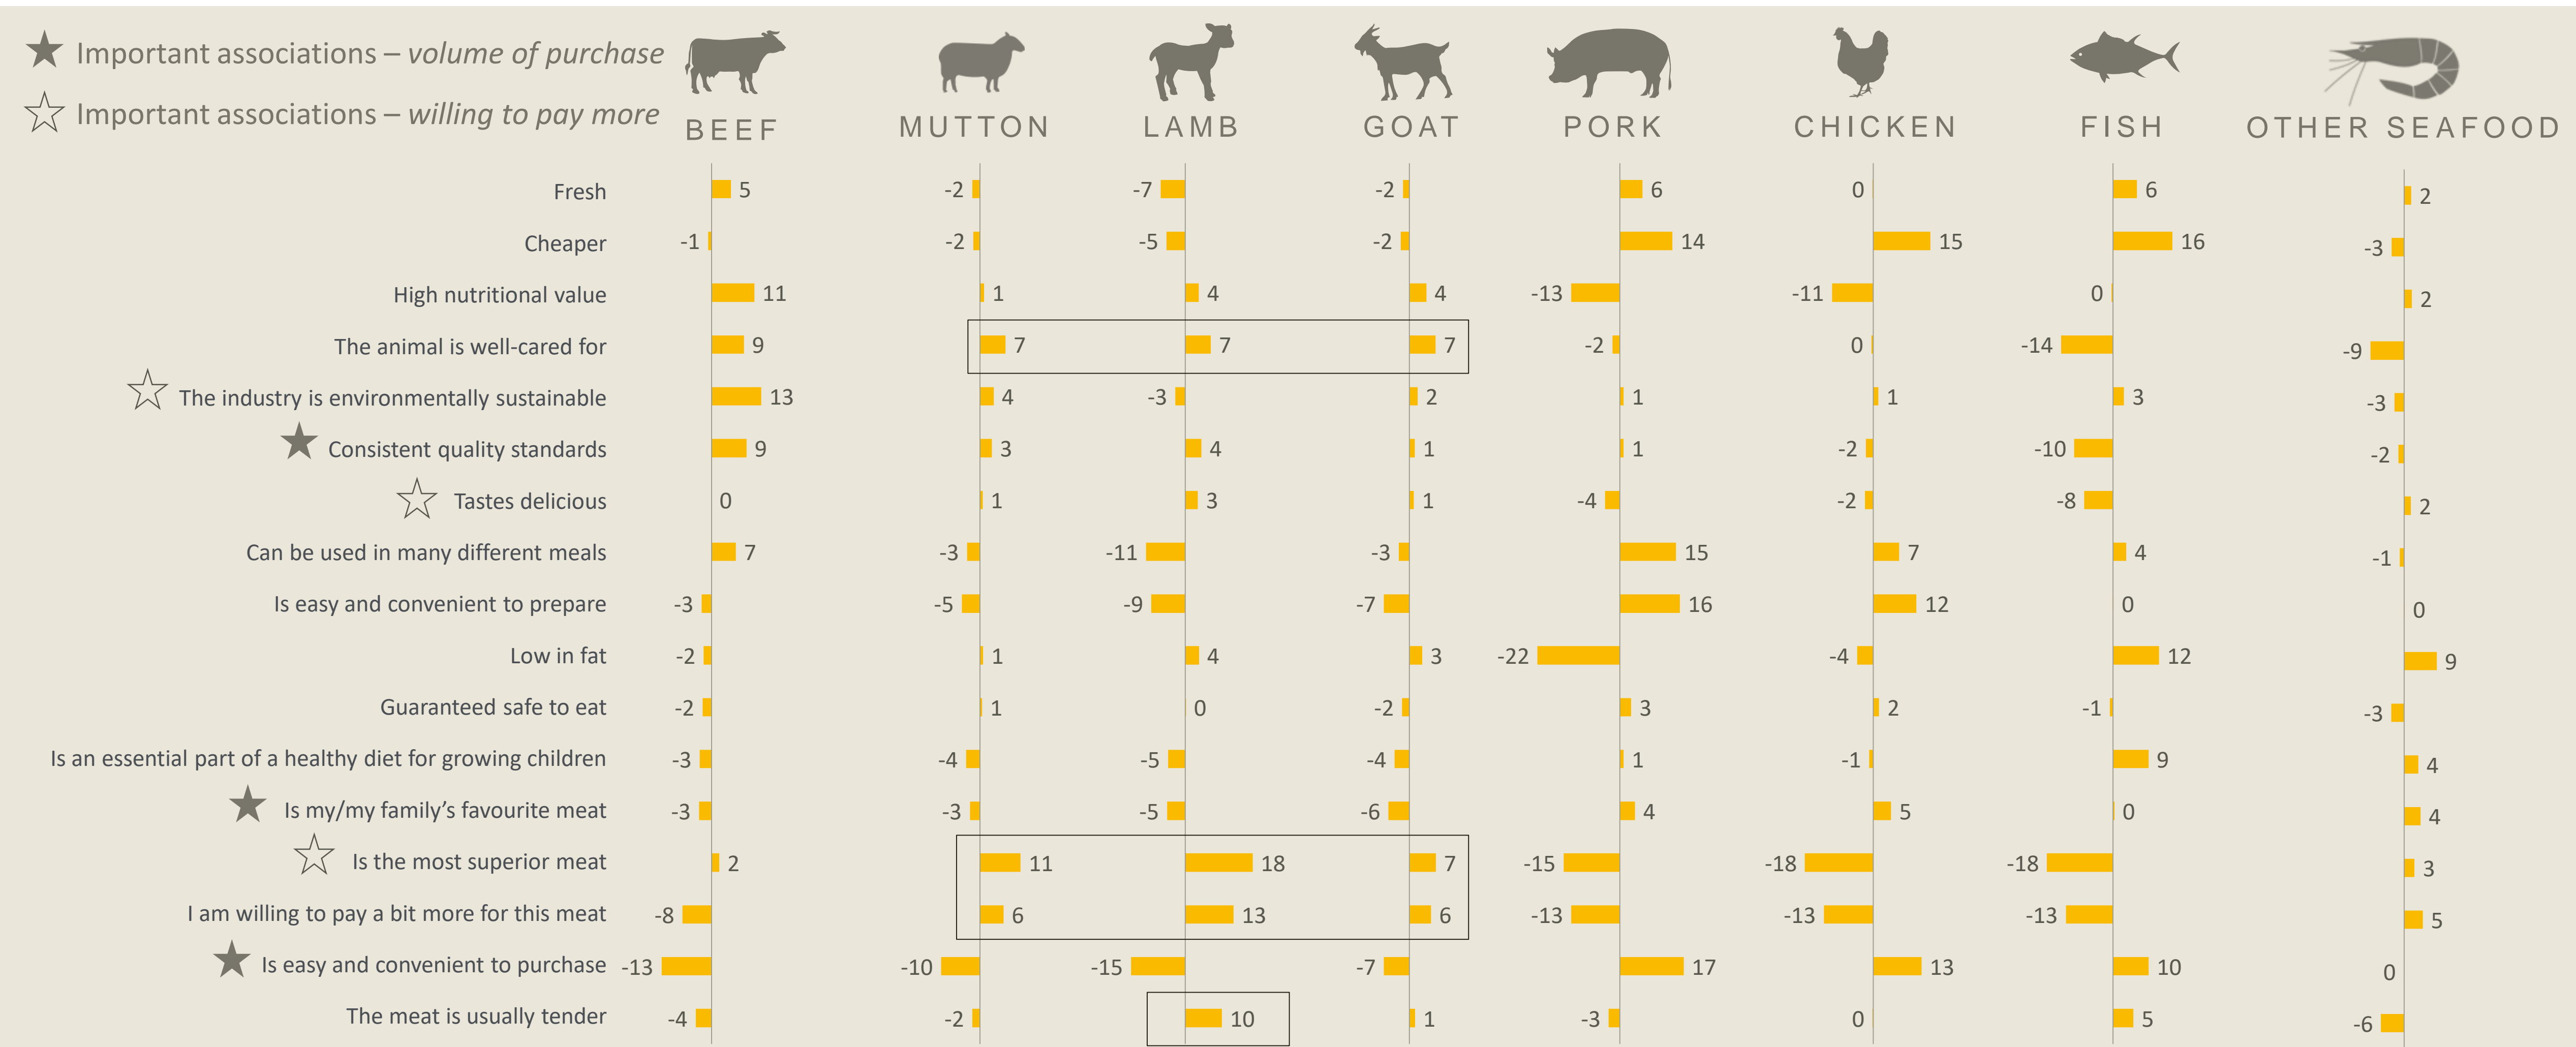 ★ Important associations – volume of purchase
☆ Important associations – willing to pay more
BEEF MUTTON LAMB GOAT PORK CHICKEN FISH OTHER SEAFOOD
Fresh 5 -2 -7 -2 6 0 6 2
Cheaper -1 -2 -5 -2 14 15 16 -3
High nutritional value 11 1 4 4 -13 -11 0 2
The animal is well-cared for 9 7 7 7 -2 0 -14 -9
☆ The industry is environmentally sustainable 13 4 -3 2 1 1 3 -3
★ Consistent quality standards 9 3 4 1 1 -2 -10 -2
☆ Tastes delicious 0 1 3 1 -4 -2 -8 2
Can be used in many different meals 7 -3 -11 -3 15 7 4 -1
Is easy and convenient to prepare -3 -5 -9 -7 16 12 0 0
Low in fat -2 1 4 3 -22 -4 12 9
Guaranteed safe to eat -2 1 0 -2 3 2 -1 -3
Is an essential part of a healthy diet for growing children -3 -4 -5 -4 1 -1 9 4
★ Is my/my family’s favourite meat -3 -3 -5 -6 4 5 0 4
☆ Is the most superior meat 2 11 18 7 -15 -18 -18 3
I am willing to pay a bit more for this meat -8 6 13 6 -13 -13 -13 5
★ Is easy and convenient to purchase -13 -10 -15 -7 17 13 10 0
The meat is usually tender -4 -2 10 1 -3 0 5 -6